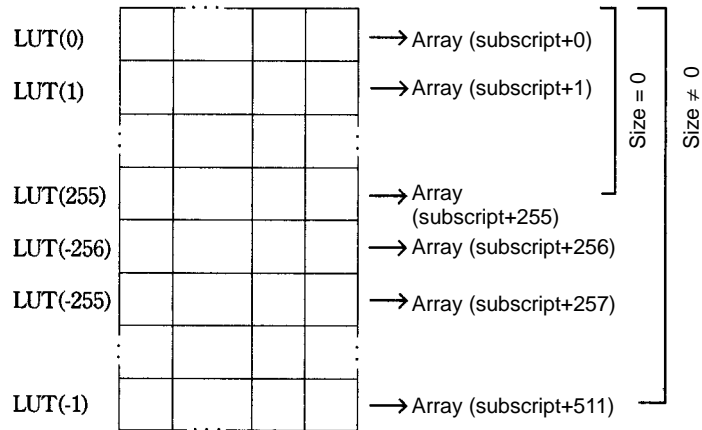 LUT(0) Array (subscript+0)
LUT(1) Array (subscript+1)
LUT(255) Array
(subscript+255)
LUT(-256) Array (subscript+256)
LUT(-255) Array (subscript+257)
LUT(-1) Array (subscript+511)
Size = 0
Size ≠ 0